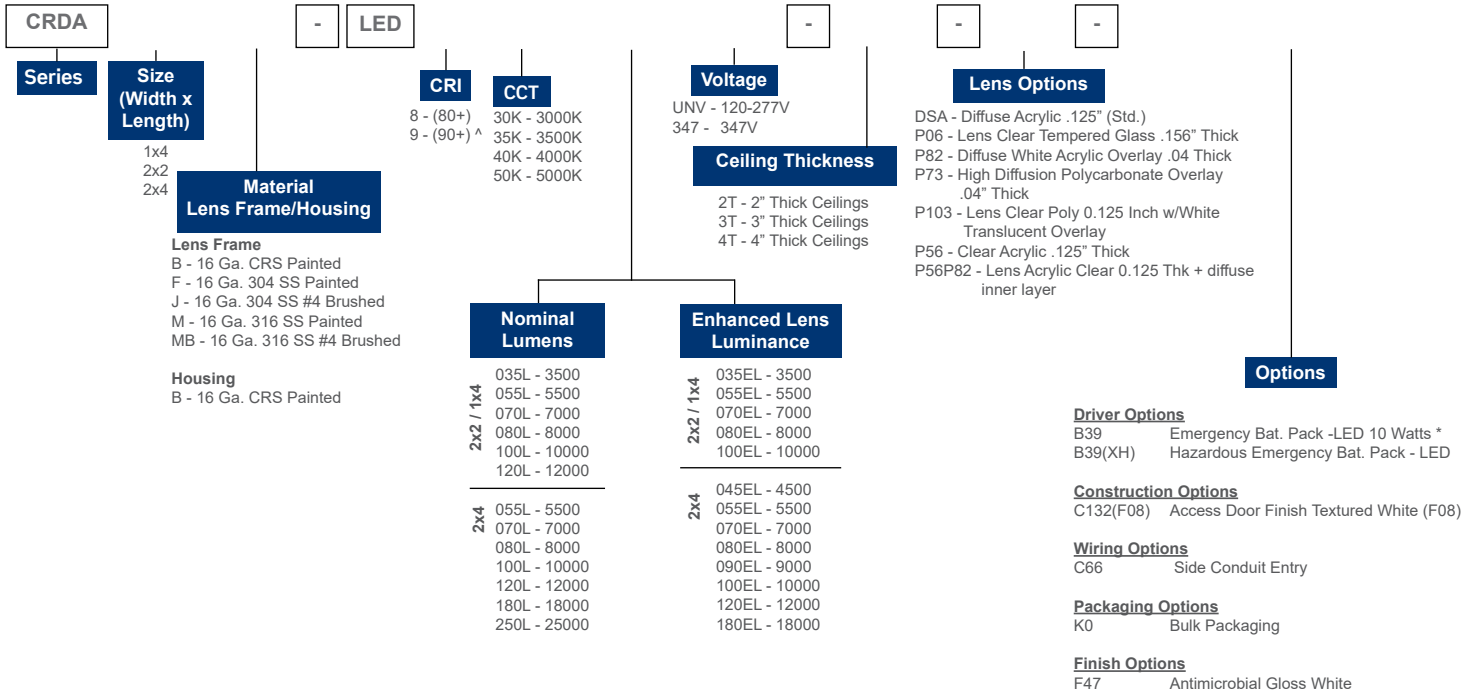 CRDA
-
LED
-
-
-
Series
Size
(Width x
Length)
1x4
2x2
2x4
Material
Lens Frame/Housing
Lens Frame
B - 16 Ga. CRS Painted
F - 16 Ga. 304 SS Painted
J - 16 Ga. 304 SS #4 Brushed
M - 16 Ga. 316 SS Painted
MB - 16 Ga. 316 SS #4 Brushed
Housing
B - 16 Ga. CRS Painted
CRI
8 - (80+)
9 - (90+) ^
CCT
30K - 3000K
35K - 3500K
40K - 4000K
50K - 5000K
Nominal
Lumens
2x2 / 1x4
035L - 3500
055L - 5500
070L - 7000
080L - 8000
100L - 10000
120L - 12000
2x4
055L - 5500
070L - 7000
080L - 8000
100L - 10000
120L - 12000
180L - 18000
250L - 25000
Enhanced Lens
Luminance
2x2 / 1x4
035EL - 3500
055EL - 5500
070EL - 7000
080EL - 8000
100EL - 10000
2x4
045EL - 4500
055EL - 5500
070EL - 7000
080EL - 8000
090EL - 9000
100EL - 10000
120EL - 12000
180EL - 18000
Voltage
UNV - 120-277V
347 - 347V
Ceiling Thickness
2T - 2” Thick Ceilings
3T - 3” Thick Ceilings
4T - 4” Thick Ceilings
Lens Options
DSA - Diffuse Acrylic .125” (Std.)
P06 - Lens Clear Tempered Glass .156” Thick
P82 - Diffuse White Acrylic Overlay .04 Thick
P73 - High Diffusion Polycarbonate Overlay
.04” Thick
P103 - Lens Clear Poly 0.125 Inch w/White
Translucent Overlay
P56 - Clear Acrylic .125” Thick
P56P82 - Lens Acrylic Clear 0.125 Thk + diffuse
inner layer
Options
Driver Options
B39 Emergency Bat. Pack -LED 10 Watts *
B39(XH) Hazardous Emergency Bat. Pack - LED
Construction Options
C132(F08) Access Door Finish Textured White (F08)
Wiring Options
C66 Side Conduit Entry
Packaging Options
K0 Bulk Packaging
Finish Options
F47 Antimicrobial Gloss White